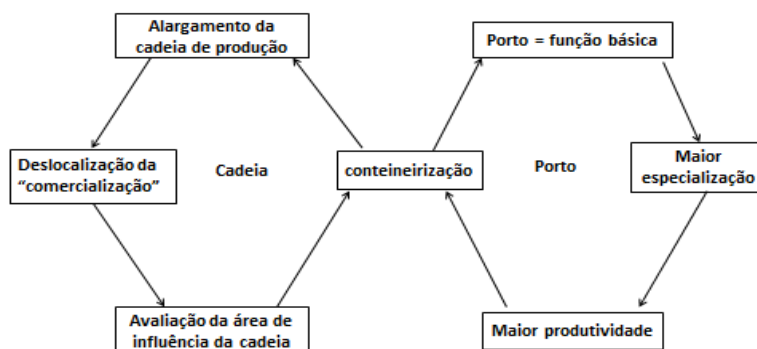 Alargamento da
cadeia de produção
Porto = função básica
Deslocalização da
“comercialização”
Cadeia
conteineirização
Porto
Maior
especialização
Avaliação da área de
influência da cadeia
Maior produtividade